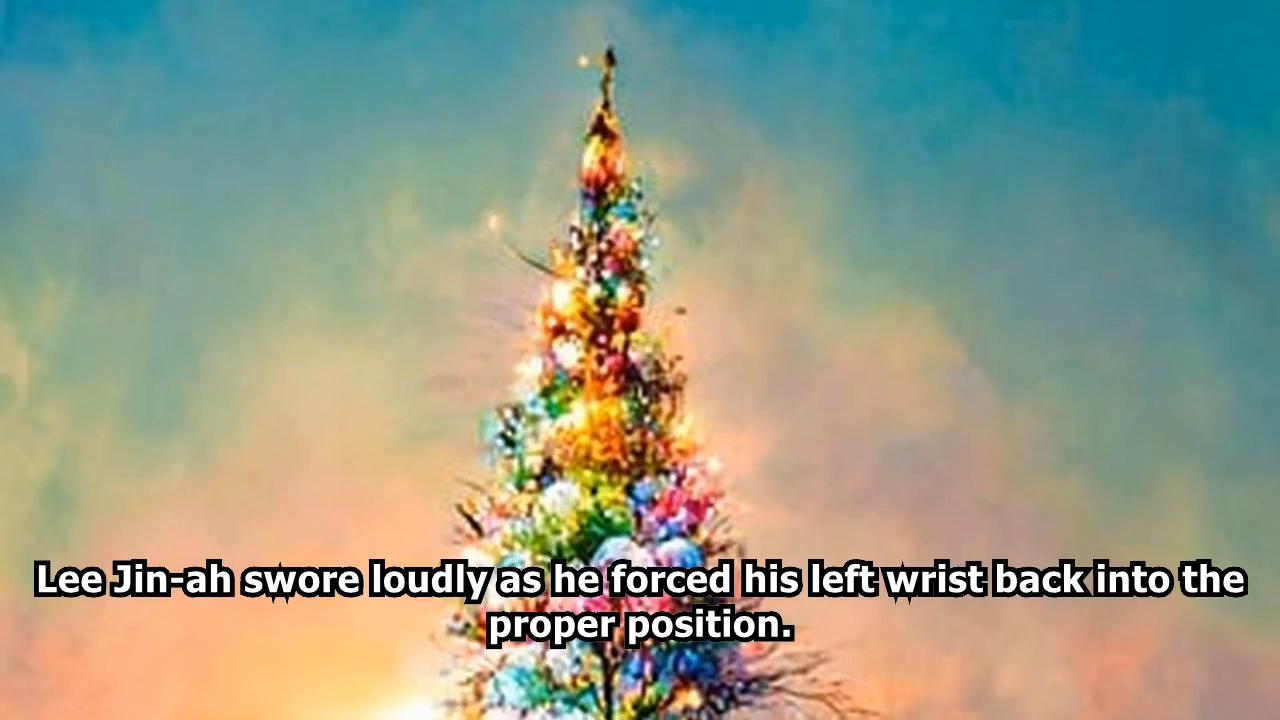 Lee Jin-ah swore loudly as he forced his left wrist back into the
proper position.